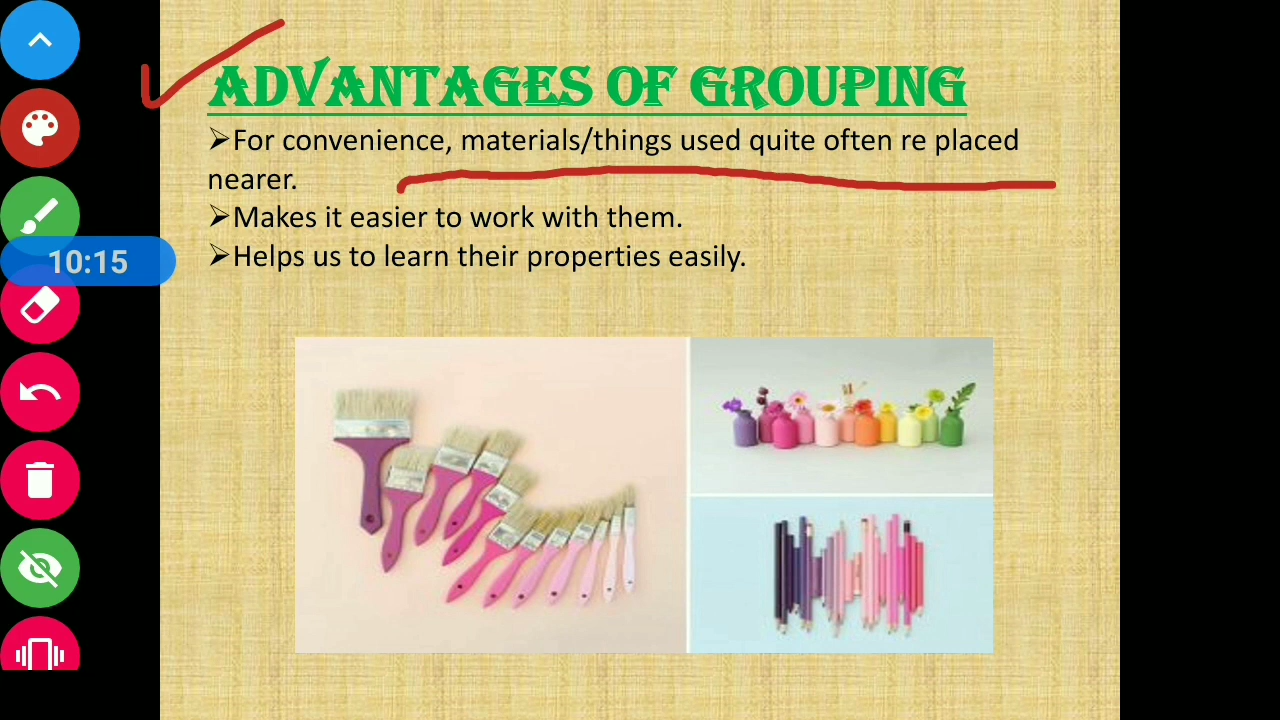 ADVANTAGES OF GROUPING
➢For convenience, materials/things used quite often re placed
nearer.
➢Makes it easier to work with them.
➢Helps us to learn their properties easily.
10:15